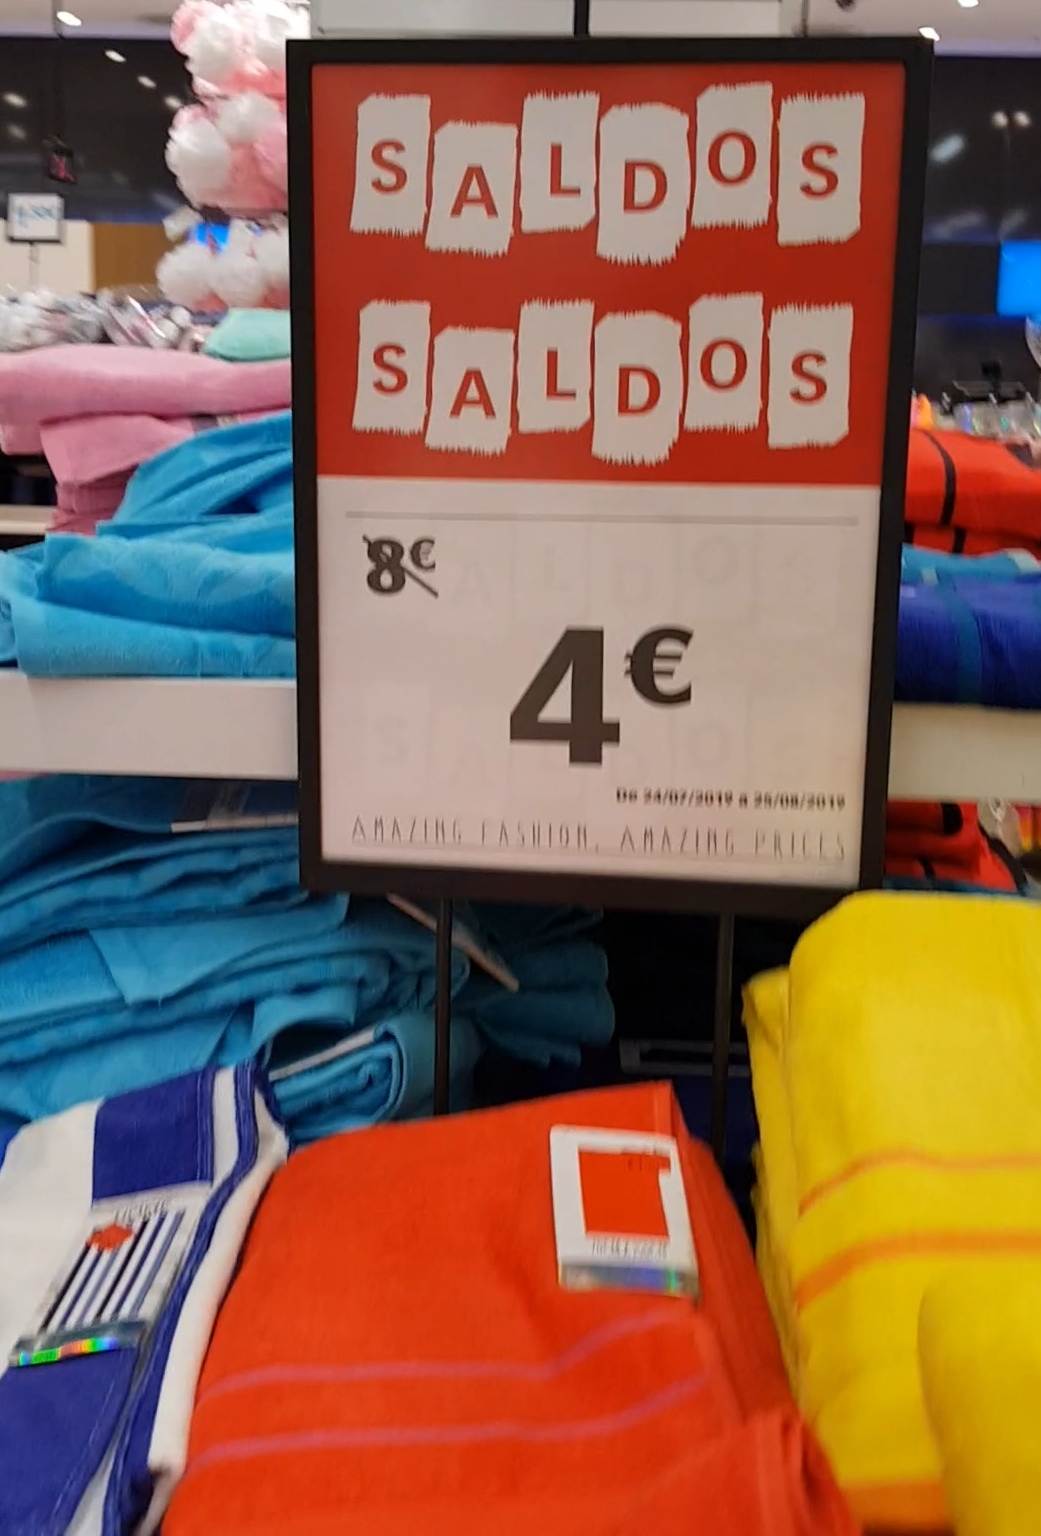 SALDOS
SALDOS
8€
4€
De 24/07/2019 a 25/08/2019
AMAZING FASHION, AMAZING PRICES